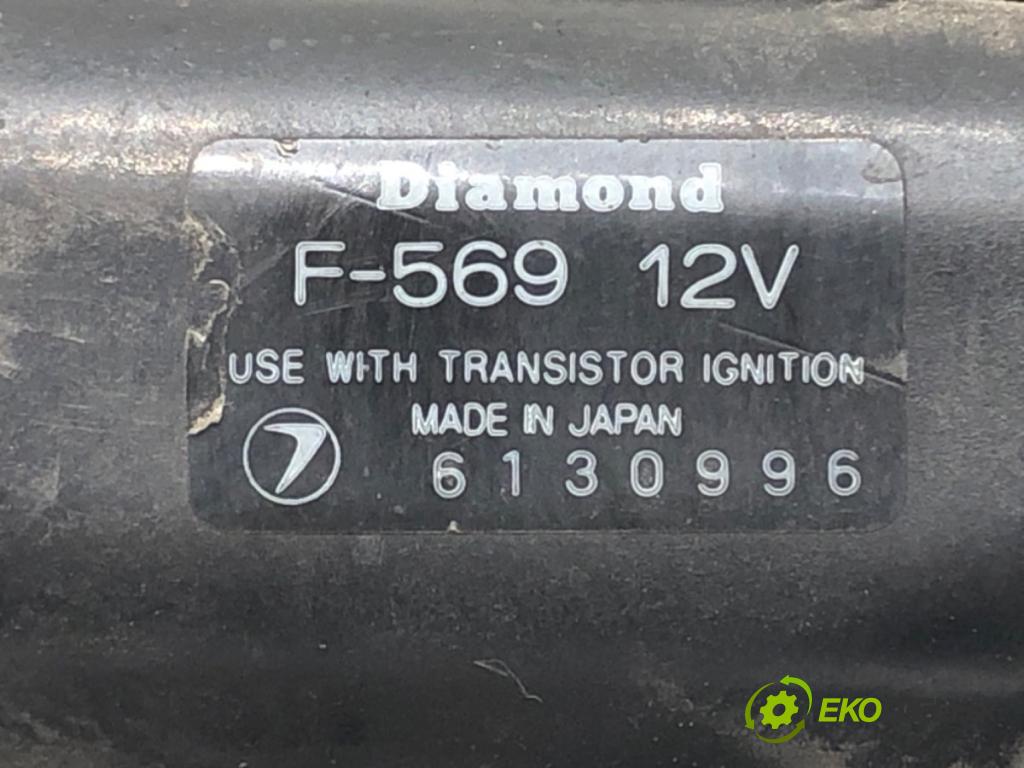 Diamond
F-569 12V
USE WITH TRANSISTOR IGNITION
MADE IN JAPAN
6130996
EKO